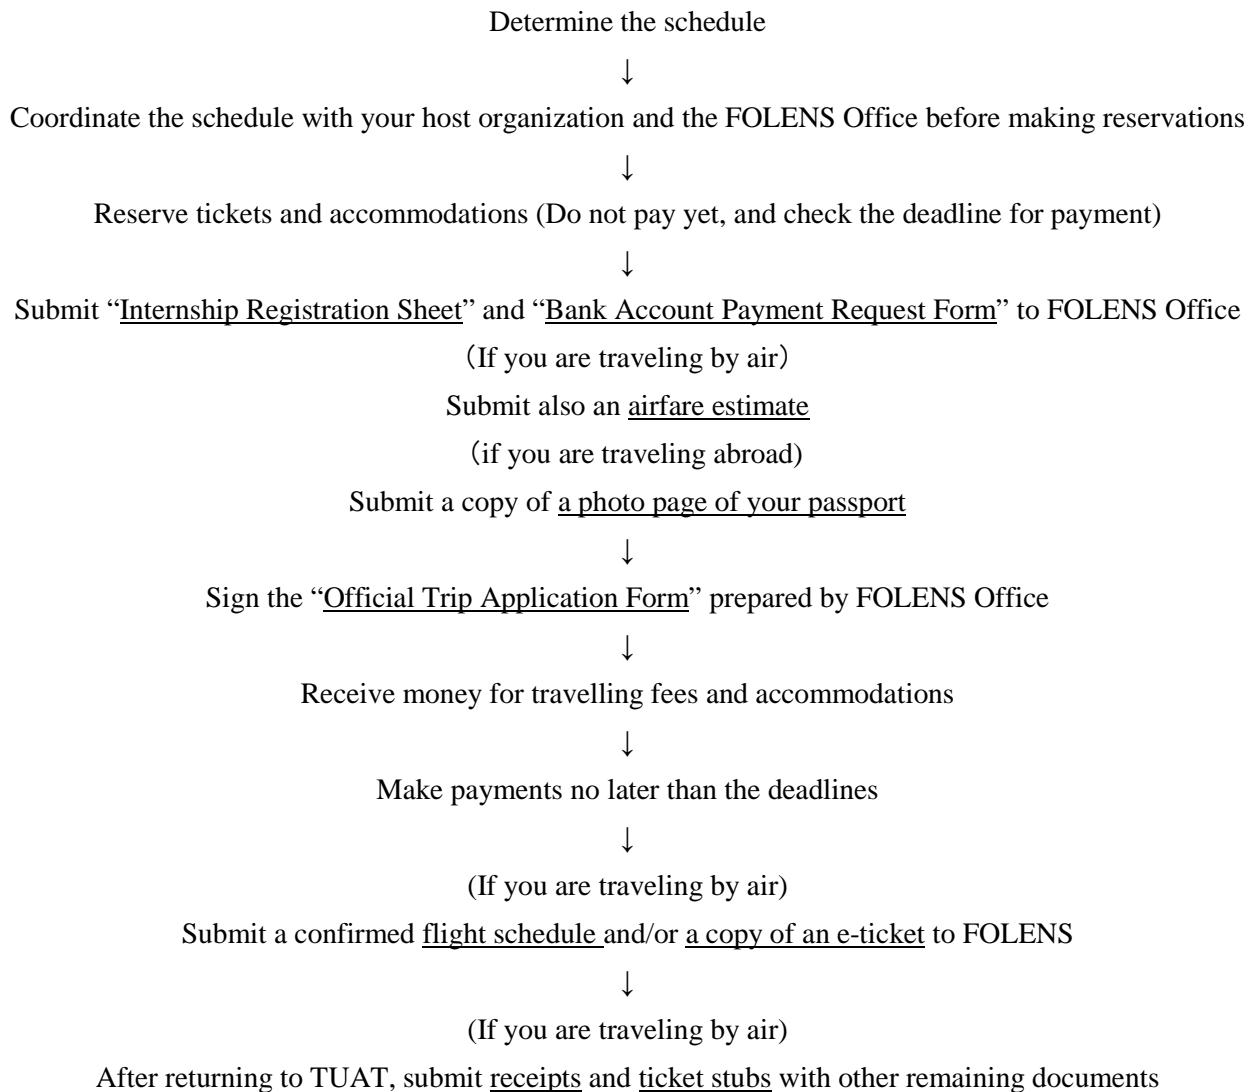 Determine the schedule
↓
Coordinate the schedule with your host organization and the FOLENS Office before making reservations
↓
Reserve tickets and accommodations (Do not pay yet, and check the deadline for payment)
↓
Submit “Internship Registration Sheet” and “Bank Account Payment Request Form” to FOLENS Office
（If you are traveling by air）
Submit also an airfare estimate
（if you are traveling abroad)
Submit a copy of a photo page of your passport
↓
Sign the “Official Trip Application Form” prepared by FOLENS Office
↓
Receive money for travelling fees and accommodations
↓
Make payments no later than the deadlines
↓
(If you are traveling by air)
Submit a confirmed flight schedule and/or a copy of an e-ticket to FOLENS
↓
(If you are traveling by air)
After returning to TUAT, submit receipts and ticket stubs with other remaining documents